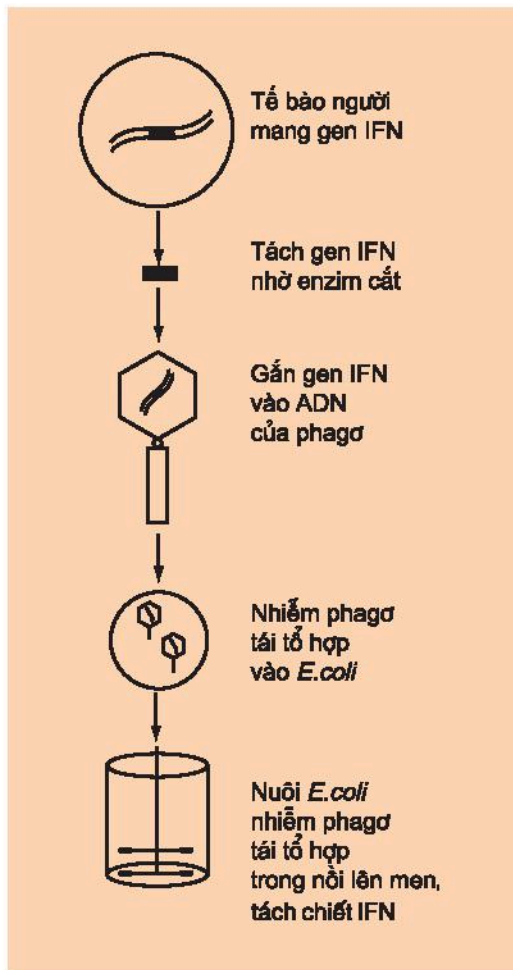 Tế bào người
mang gen IFN
Tách gen IFN
nhờ enzim cắt
Gắn gen IFN
vào ADN
của phagơ
Nhiễm phagơ
tái tổ hợp
vào E.coli
Nuôi E.coli
nhiễm phagơ
tái tổ hợp
trong nồi lên men,
tách chiết IFN